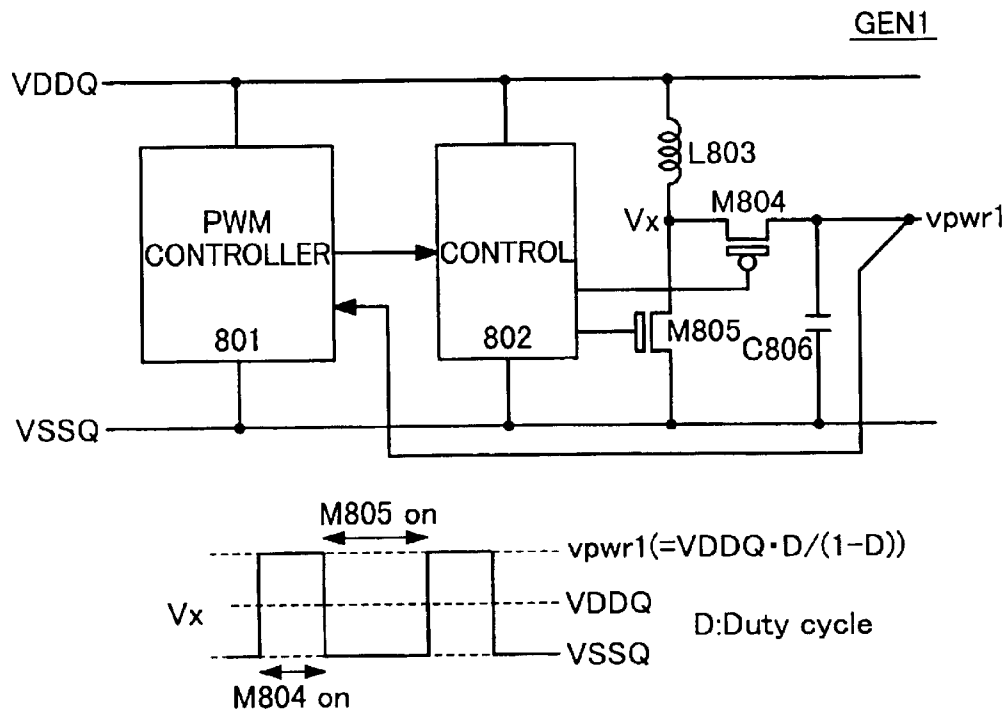 GEN1
VDDQ
L803
M804
PWM
CONTROLLER
CONTROL
Vx
vpwr1
801
802
M805
C806
VSSQ
M805 on
vpwr1(=VDDQ·D/(1-D))
Vx
VDDQ
D:Duty cycle
VSSQ
M804 on